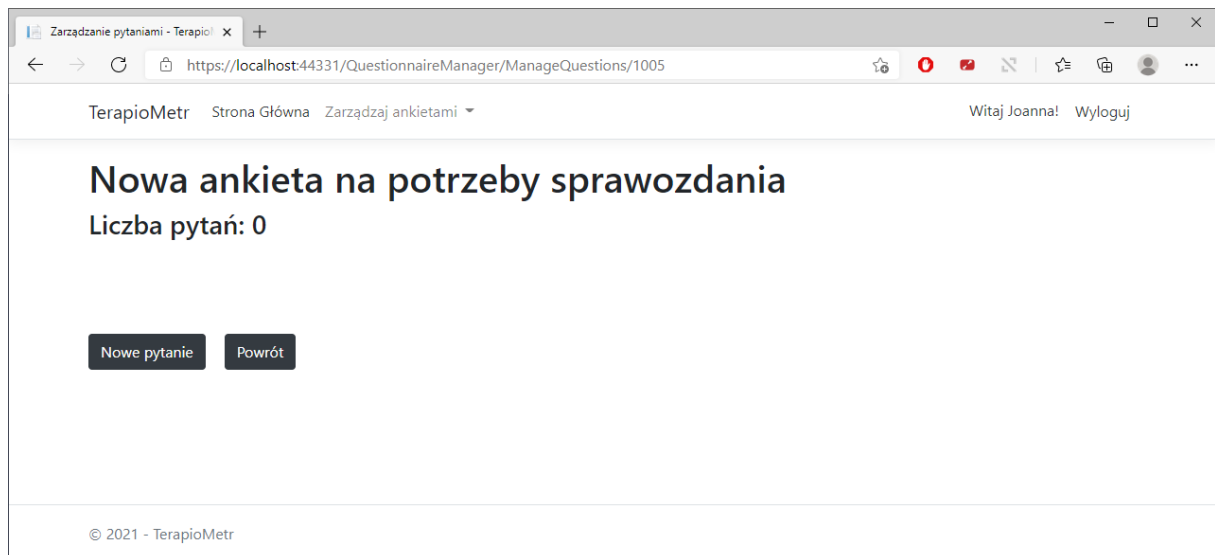 Zarządzanie pytaniami - Terapio
https://localhost:44331/QuestionnaireManager/ManageQuestions/1005
TerapioMetr Strona Główna Zarządzaj ankietami Witaj Joanna! Wyloguj
Nowa ankieta na potrzeby sprawozdania
Liczba pytań: 0
Nowe pytanie Powrót
© 2021 - TerapioMetr